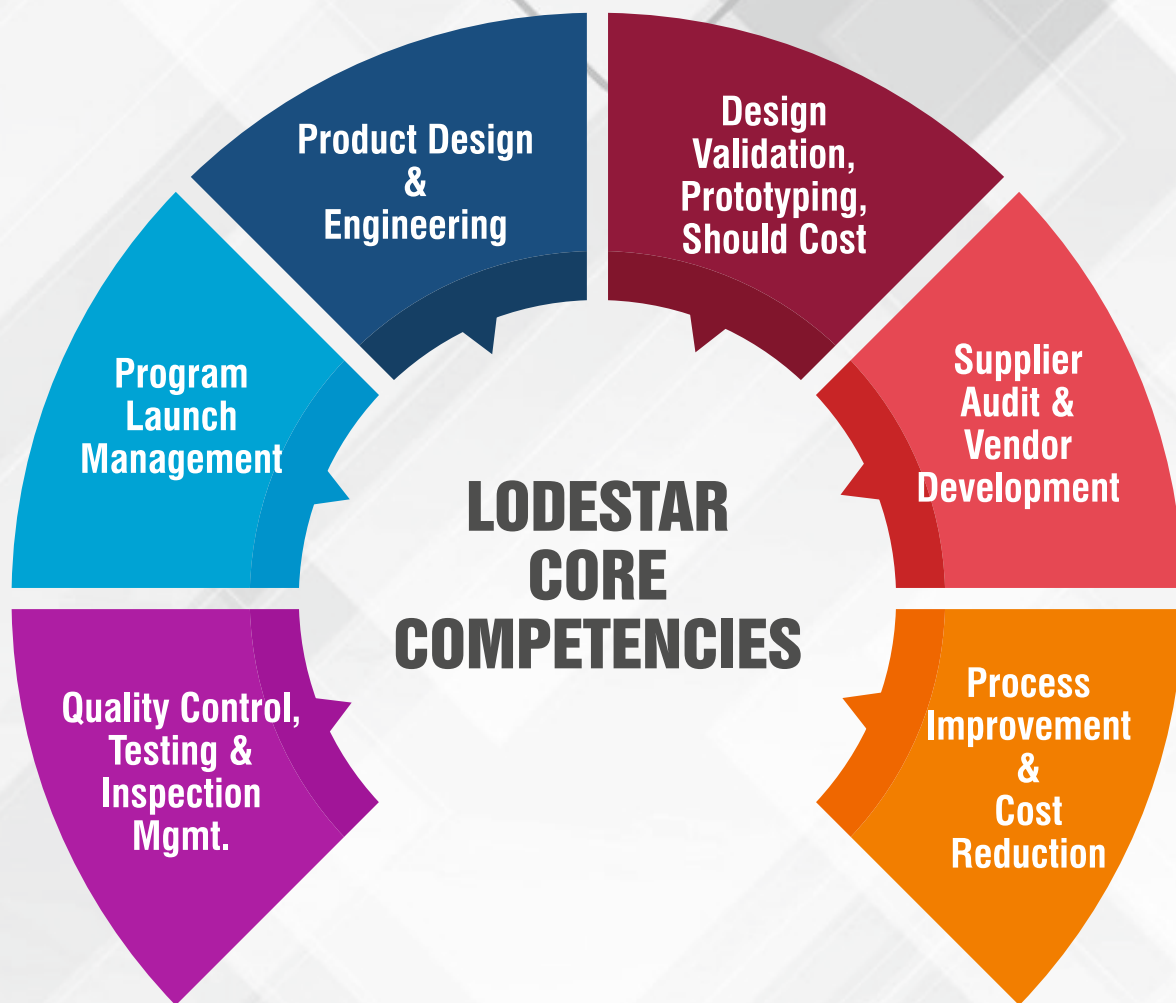 Product Design
&
Engineering
Design
Validation,
Prototyping,
Should Cost
Program
Launch
Management
Supplier
Audit &
Vendor
Development
LODESTAR
CORE
COMPETENCIES
Quality Control,
Testing &
Inspection
Mgmt.
Process
Improvement
&
Cost
Reduction